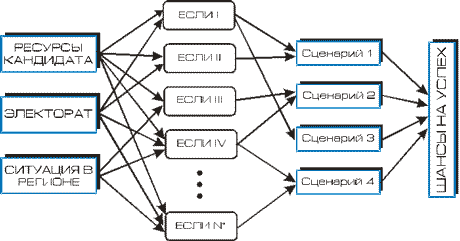 РЕСУРСЫ
КАНДИДАТА
ЭЛЕКТОРАТ
СИТУАЦИЯ В
РЕГИОНЕ
ЕСЛИ I
ЕСЛИ II
ЕСЛИ III
ЕСЛИ IV
ЕСЛИ N*
Сценарий 1
Сценарий 2
Сценарий 3
Сценарий 4
ШАНСЫ НА УСПЕХ